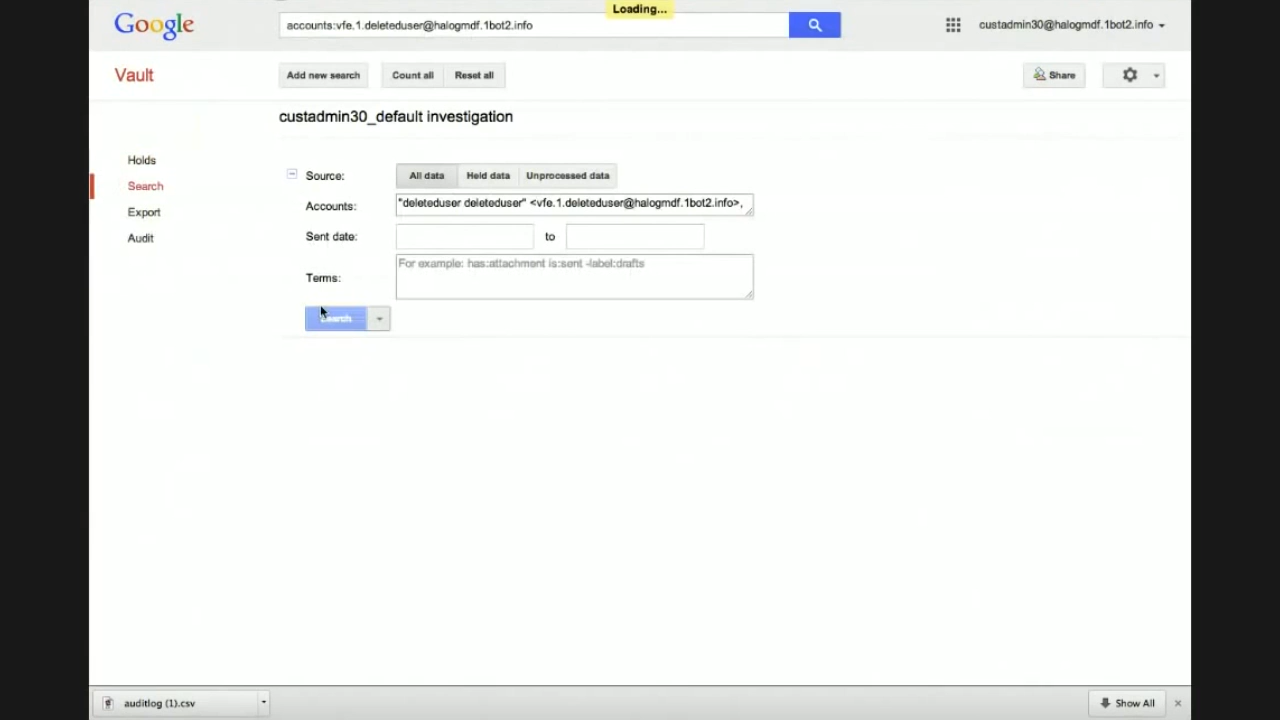 Loading...
Google
accounts:vfe.1.deleteduser@halogmdf.1bot2.info
custadmin30@halogmdf.1bot2.info
Vault
Add new search
Count all
Reset all
Share
custadmin30_default investigation
Holds
Search
Export
Audit
Source:
All data
Held data
Unprocessed data
Accounts:
"deleteduser deleteduser" <vfe.1.deleteduser@halogmdf.1bot2.info>,
Sent date:
to
Terms:
For example: has:attachment is:sent -label:drafts
Search
auditlog (1).csv
Show All